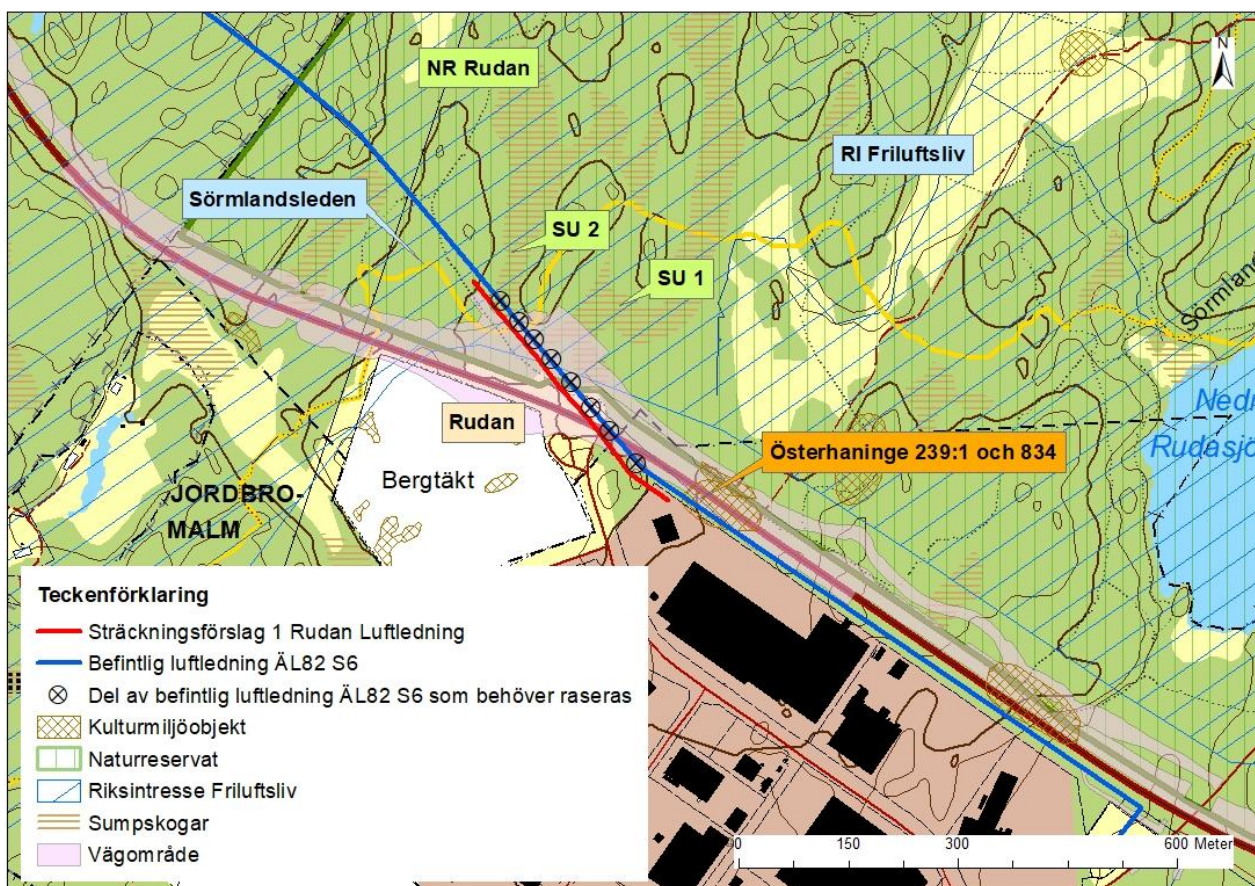 N
NR Rudan
RI Friluftsliv
Sörmlandsleden
SU 2
SU 1
Rudan
Österhaninge 239:1 och 834
Bergtäkt
JORDBRO-
MALM
Teckenförklaring
Sträckningsförslag 1 Rudan Luftledning
Befintlig luftledning ÄL82 S6
Del av befintlig luftledning ÄL82 S6 som behöver raseras
Kulturmiljöobjekt
Naturreservat
Riksintresse Friluftsliv
Sumpskogar
Vägområde
Sörmland
Nedr
Rudasjö
0 150 300 600 Meter